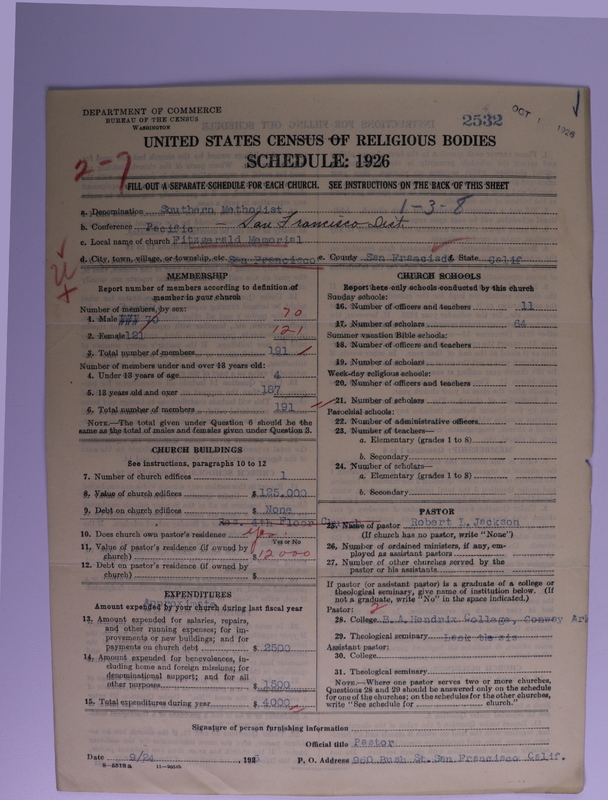 DEPARTMENT OF COMMERCE
BUREAU OF THE CENSUS
WASHINGTON
2532
OCT 1 1926
UNITED STATES CENSUS OF RELIGIOUS BODIES
SCHEDULE: 1926
2-7
FILL OUT A SEPARATE SCHEDULE FOR EACH CHURCH. SEE INSTRUCTIONS ON THE BACK OF THIS SHEET
a. Denomination Southern Methodist 1-3-8
b. Conference Pacific - San Francisco Dist.
c. Local name of church Fitzgerald Memorial
d. City, town, village, or township, etc. San Francisco e. County San Francisco f. State Calif
MEMBERSHIP
Report number of members according to definition of
member in your church
Number of members, by sex:
1. Male 70 70
2. Female 121 121
3. Total number of members 191
Number of members under and over 13 years old:
4. Under 13 years of age 4
5. 13 years old and over 187
6. Total number of members 191
NOTE.—The total given under Question 6 should be the
same as the total of males and females given under Question 3.
CHURCH BUILDINGS
See instructions, paragraphs 10 to 12
7. Number of church edifices 1
8. Value of church edifices $ 125.000
9. Debt on church edifices $ None
Res. 4th Floor Church
10. Does church own pastor's residence? yes
Yes or No
11. Value of pastor's residence (if owned by
church) $ 12000
12. Debt on pastor's residence (if owned by
church) $
EXPENDITURES
Amount expended by your church during last fiscal year
13. Amount expended for salaries, repairs,
and other running expenses; for im-
provements or new buildings; and for
payments on church debt $ 2500
14. Amount expended for benevolences, in-
cluding home and foreign missions; for
denominational support; and for all
other purposes $ 1500
15. Total expenditures during year $ 4000
CHURCH SCHOOLS
Report here only schools conducted by this church
Sunday schools:
16. Number of officers and teachers 11
17. Number of scholars 64
Summer vacation Bible schools:
18. Number of officers and teachers
19. Number of scholars
Week-day religious schools:
20. Number of officers and teachers
21. Number of scholars
Parochial schools:
22. Number of administrative officers
23. Number of teachers—
a. Elementary (grades 1 to 8)
b. Secondary
24. Number of scholars—
a. Elementary (grades 1 to 8)
b. Secondary
PASTOR
25. Name of pastor Robert L. Jackson
(If church has no pastor, write "None")
26. Number of ordained ministers, if any, em-
ployed as assistant pastors
27. Number of other churches served by the
pastor or his assistants
If pastor (or assistant pastor) is a graduate of a college or
theological seminary, give name of institution below. (If
not a graduate, write "No" in the space indicated.)
Pastor:
28. College B.A. Hendrix College, Conway Ark
29. Theological seminary
Assistant pastor:
30. College
31. Theological seminary
NOTE.—Where one pastor serves two or more churches,
Questions 28 and 29 should be answered only on the schedule
for one of the churches; on the schedules for the other churches,
write "See schedule for church."
Signature of person furnishing information
Official title Pastor
Date 9/24, 192
P. O. Address 960 Bush St. San Francisco Calif.